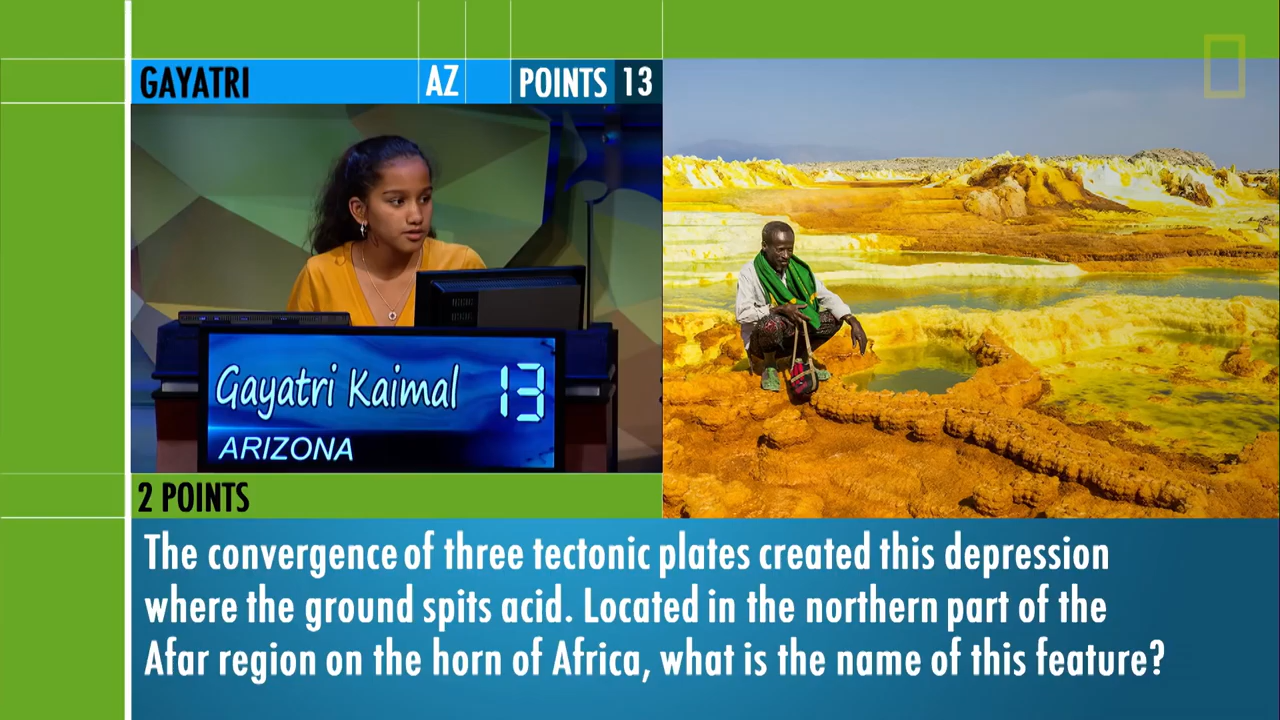 GAYATRI AZ POINTS 13
Gayatri Kaimal 13
ARIZONA
2 POINTS
The convergence of three tectonic plates created this depression
where the ground spits acid. Located in the northern part of the
Afar region on the horn of Africa, what is the name of this feature?